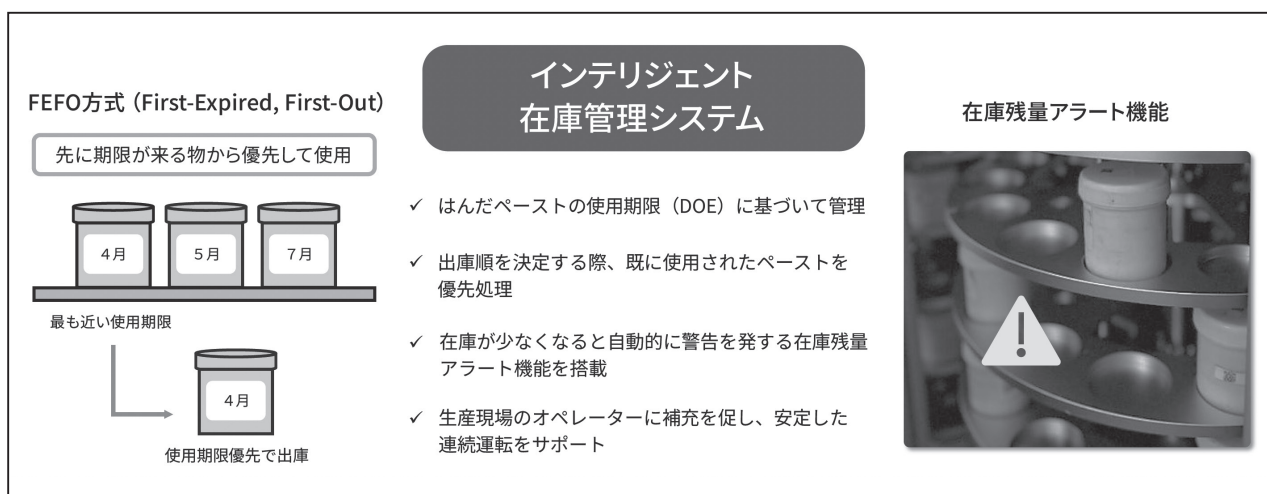 FEFO方式（First-Expired, First-Out）
先に期限が来る物から優先して使用
4月
5月
7月
最も近い使用期限
4月
使用期限優先で出庫
インテリジェント
在庫管理システム
✓ はんだペーストの使用期限（DOE）に基づいて管理
✓ 出庫順を決定する際、既に使用されたペーストを
優先処理
✓ 在庫が少なくなると自動的に警告を発する在庫残量
アラート機能を搭載
✓ 生産現場のオペレーターに補充を促し、安定した
連続運転をサポート
在庫残量アラート機能
!